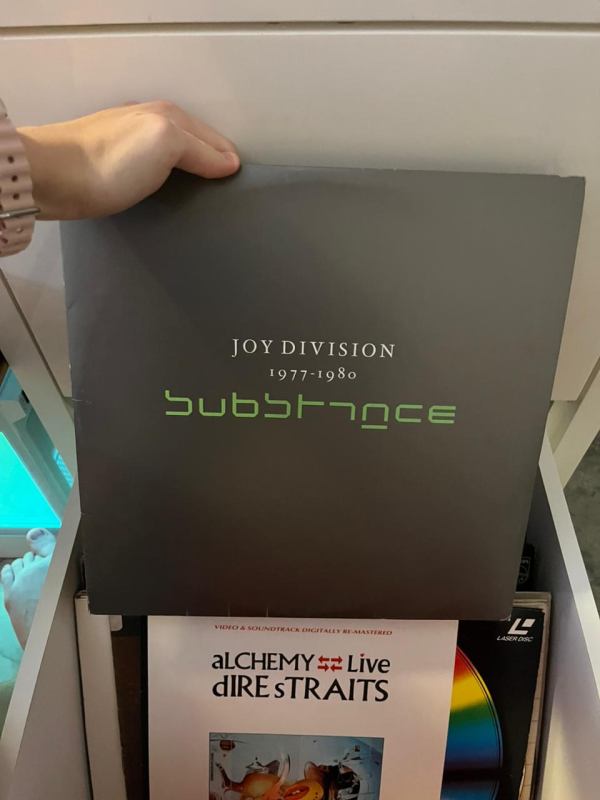 JOY DIVISION
1977-1980
Substance
VIDEO & SOUNDTRACK DIGITALLY RE-MASTERED
LASER DISC
aLCHEMY Live
dIRE sTRAITS